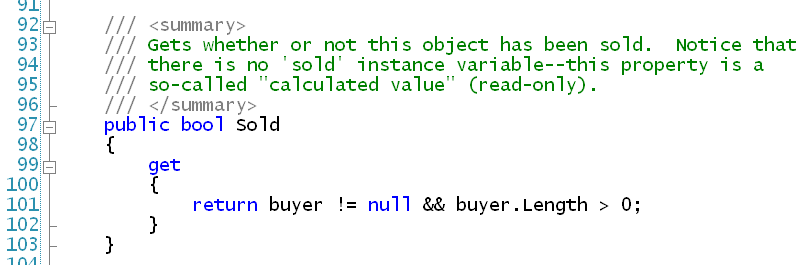 91
92 /// <summary>
93 /// Gets whether or not this object has been sold.  Notice that
94 /// there is no 'sold' instance variable--this property is a
95 /// so-called "calculated value" (read-only).
96 /// </summary>
97 public bool Sold
98 {
99 get
100 {
101 return buyer != null && buyer.Length > 0;
102 }
103 }
104